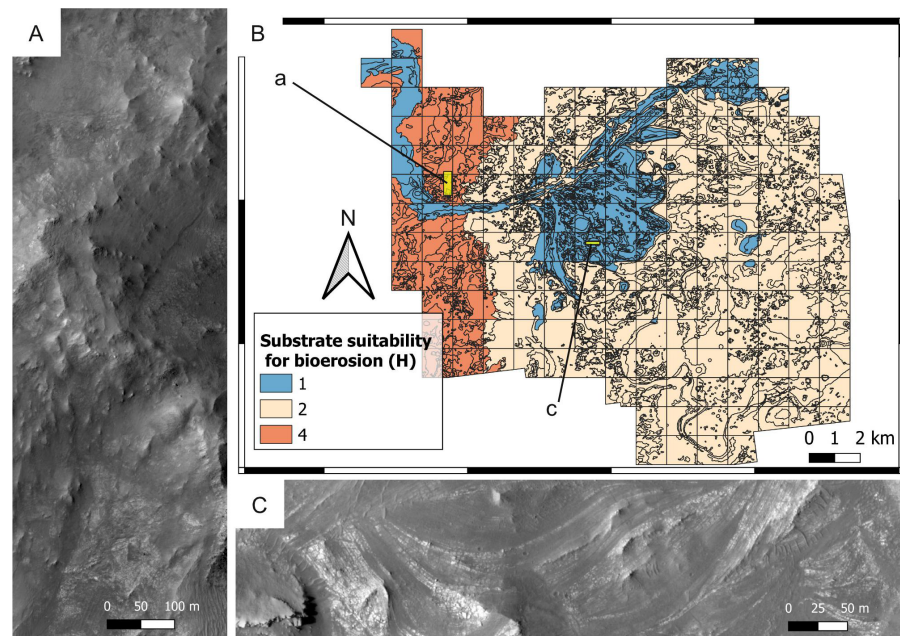 A
B
a
N
Substrate suitability
for bioerosion (H)
1
2
4
c
0 1 2 km
C
0 50 100 m
0 25 50 m